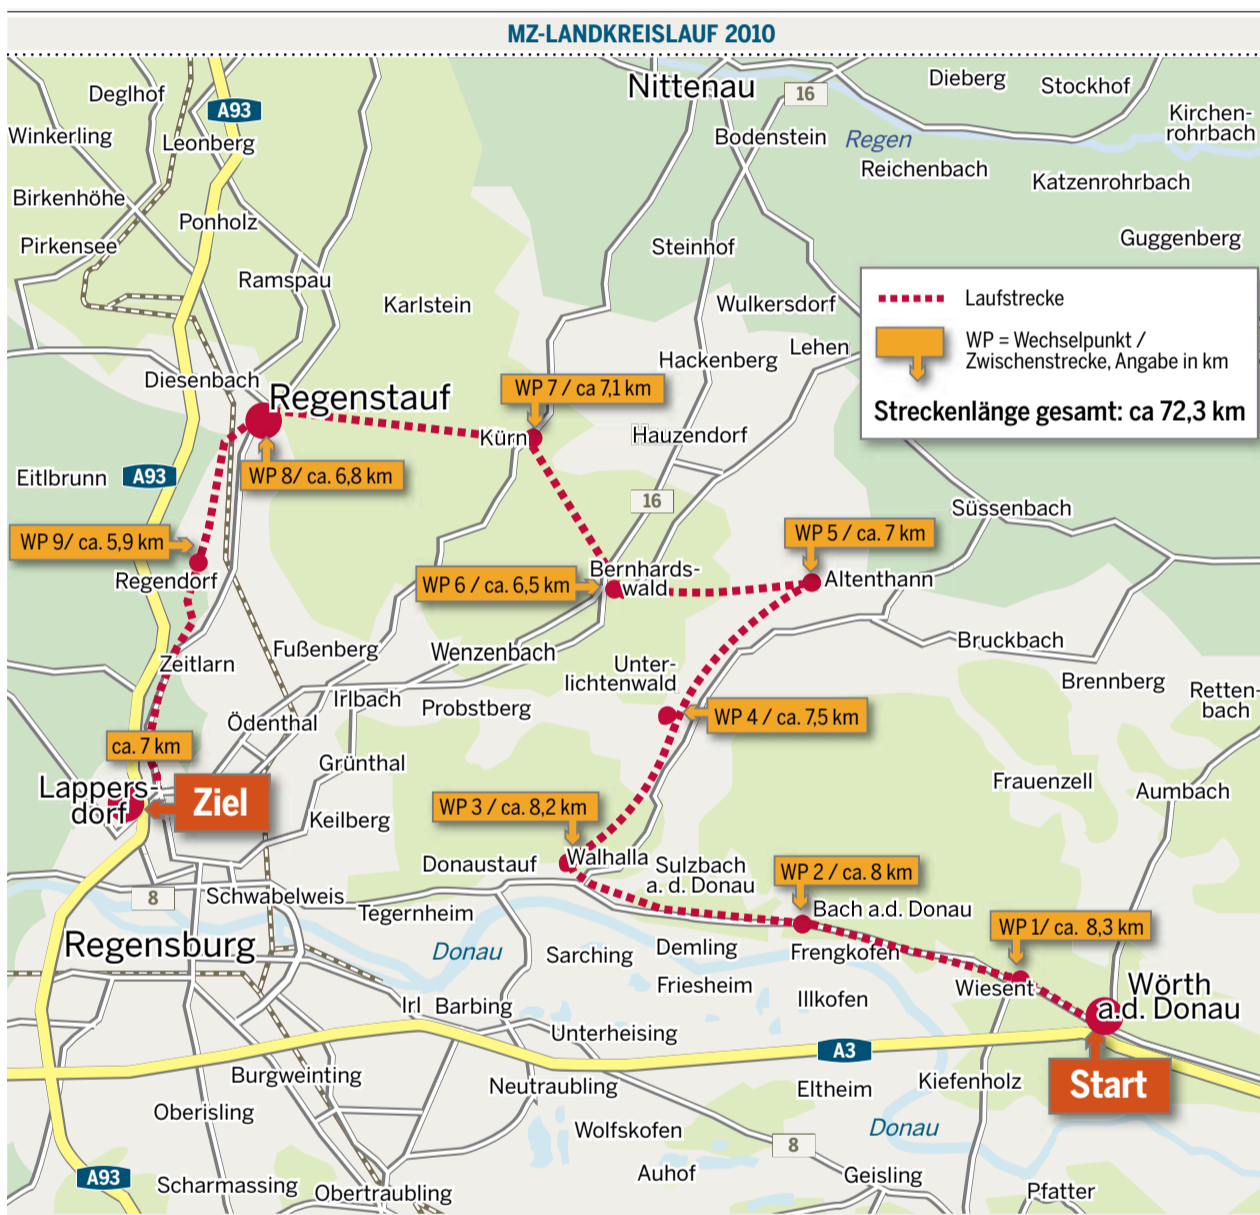 MZ-LANDKREISLAUF 2010
Nittenau
Dieberg
Stockhof
Deglhof
A93
16
Kirchen-
rohrbach
Winkerling
Leonberg
Bodenstein
Regen
Reichenbach
Katzenrohrbach
Birkenhöhe
Ponholz
Pirkensee
Steinhof
Guggenberg
Ramspau
Karlstein
Wulkersdorf
Laufstrecke
WP = Wechselpunkt /
Zwischenstrecke, Angabe in km
Streckenlänge gesamt: ca 72,3 km
Lehen
Hackenberg
Diesenbach
Regenstauf
WP 7 / ca 7,1 km
Kürn
Hauzendorf
Eitlbrunn
A93
WP 8/ ca. 6,8 km
16
Süssenbach
WP 9/ ca. 5,9 km
WP 5 / ca. 7 km
Regendorf
WP 6 / ca. 6,5 km
Bernhards-
wald
Altenthann
Bruckbach
Fußenberg
Wenzenbach
Zeitlarn
Unter-
lichtenwald
Brennberg
Retten-
bach
Irlbach
Probstberg
Ödenthal
WP 4 / ca. 7,5 km
ca. 7 km
Grünthal
Frauenzell
Aumbach
Lappers-
dorf
Ziel
Keilberg
WP 3 / ca. 8,2 km
Walhalla
Donaustauf
Sulzbach
a. d. Donau
WP 2 / ca. 8 km
8
Schwabelweis
Tegernheim
Bach a.d. Donau
WP 1/ ca. 8,3 km
Regensburg
Donau
Sarching
Demling
Frengkofen
Friesheim
Illkofen
Wiesent
Wörth
a.d. Donau
Irl
Barbing
Unterheising
A3
Start
Burgweinting
Neutraubling
Eltheim
Kiefenholz
Oberisling
Wolfskofen
8
Donau
A93
Scharmassing
Obertraubling
Auhof
Geisling
Pfatter